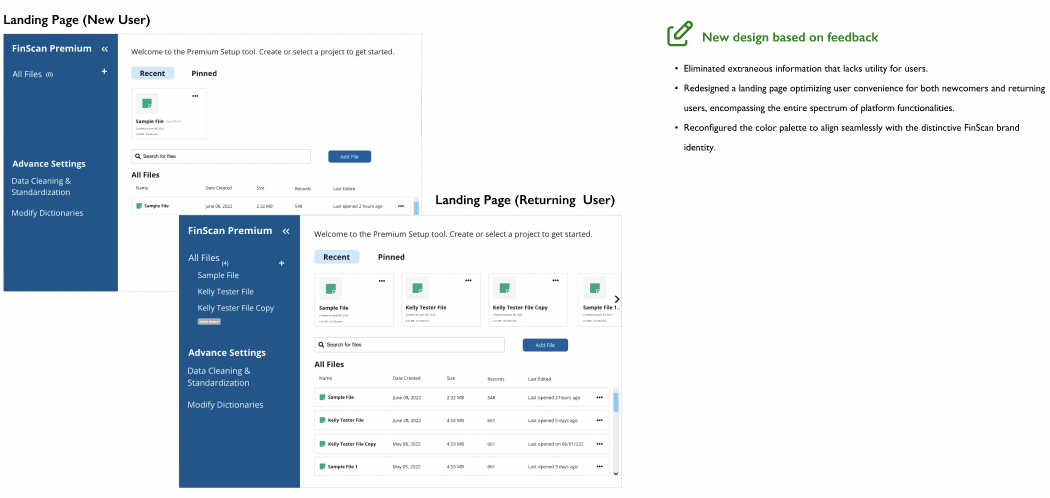 Landing Page (New User)
FinScan Premium «
All Files (0) +
Advance Settings
Data Cleaning &
Standardization
Modify Dictionaries
Welcome to the Premium Setup tool. Create or select a project to get started.
Recent Pinned
Sample File
Search for files Add File
All Files
Name Date Created Size Records Last Edited
Sample File June 08, 2022 2.32 MB 548 Last opened 2 hours ago
Landing Page (Returning User)
FinScan Premium «
All Files (4) +
Sample File
Kelly Tester File
Kelly Tester File Copy
Advance Settings
Data Cleaning &
Standardization
Modify Dictionaries
Welcome to the Premium Setup tool. Create or select a project to get started.
Recent Pinned
Sample File Kelly Tester File Kelly Tester File Copy Sample File 1...
Search for files Add File
All Files
Name Date Created Size Records Last Edited
Sample File June 08, 2022 2.32 MB 548 Last opened 2 hours ago
Kelly Tester File June 28, 2022 4.53 MB 661 Last opened 5 days ago
Kelly Tester File Copy May 08, 2022 4.53 MB 661 Last opened on 06/01/222
Sample File 1 May 05, 2022 4.53 MB 661 Last opened 3 days ago
New design based on feedback
• Eliminated extraneous information that lacks utility for users.
• Redesigned a landing page optimizing user convenience for both newcomers and returning
users, encompassing the entire spectrum of platform functionalities.
• Reconfigured the color palette to align seamlessly with the distinctive FinScan brand
identity.